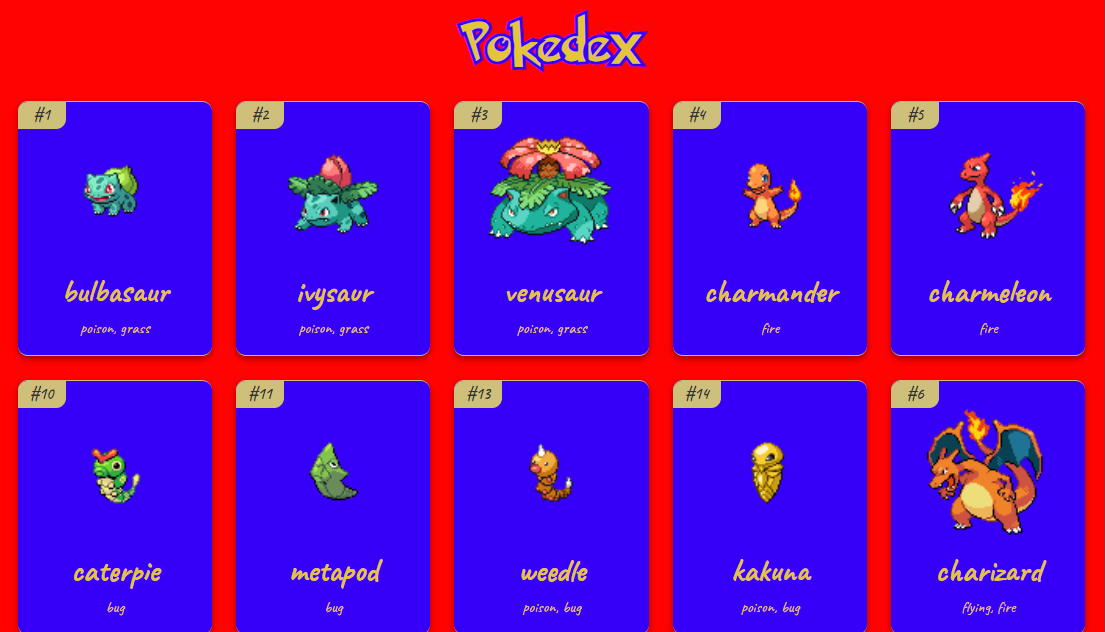 Pokedex
#1
bulbasaur
poison, grass
#2
ivysaur
poison, grass
#3
venusaur
poison, grass
#4
charmander
fire
#5
charmeleon
fire
#10
caterpie
bug
#11
metapod
bug
#13
weedle
poison, bug
#14
kakuna
poison, bug
#6
charizard
flying, fire